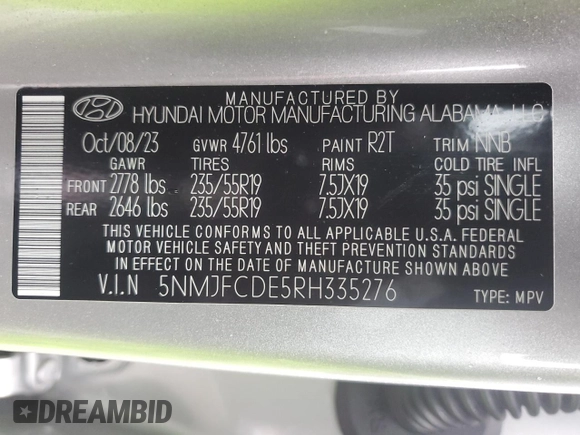 MANUFACTURED BY
HYUNDAI MOTOR MANUFACTURING ALABAMA, LLC
Oct/08/23 GVWR 4761 lbs PAINT R2T TRIM NNB
GAWR TIRES RIMS COLD TIRE INFL
FRONT 2778 lbs 235/55R19 7.5JX19 35 psi SINGLE
REAR 2646 lbs 235/55R19 7.5JX19 35 psi SINGLE
THIS VEHICLE CONFORMS TO ALL APPLICABLE U.S.A. FEDERAL
MOTOR VEHICLE SAFETY AND THEFT PREVENTION STANDARDS
IN EFFECT ON THE DATE OF MANUFACTURE SHOWN ABOVE.
V.I.N 5NMJFCDE5RH335276 TYPE: MPV
DREAMBID